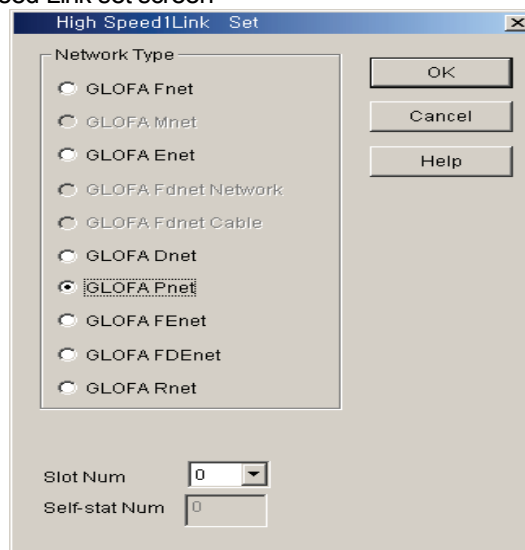 High Speed1Link Set
Network Type
GLOFA Fnet
GLOFA Mnet
GLOFA Enet
GLOFA Fdnet Network
GLOFA Fdnet Cable
GLOFA Dnet
GLOFA Pnet
GLOFA FEnet
GLOFA FDEnet
GLOFA Rnet
OK
Cancel
Help
Slot Num 0
Self-stat Num 0